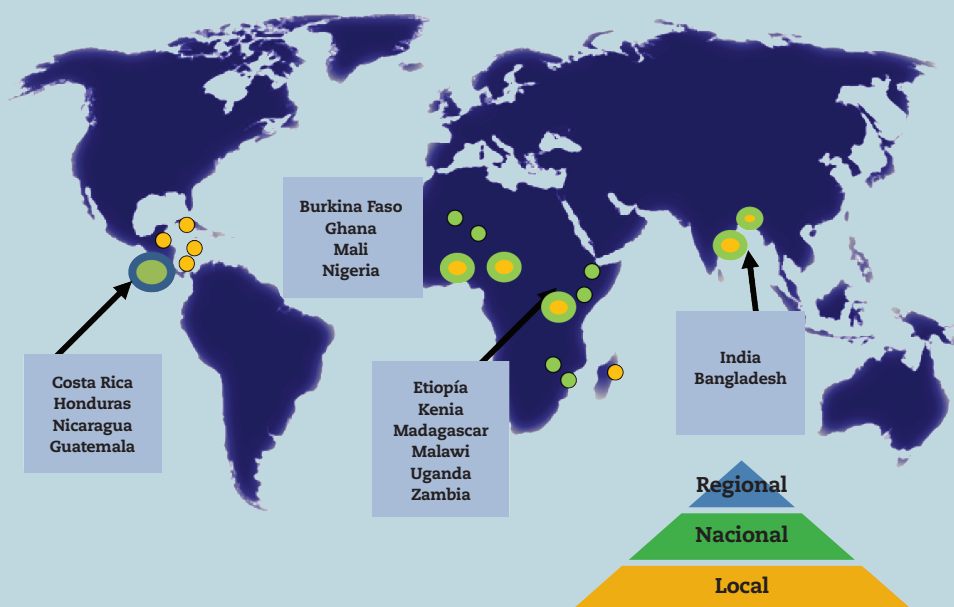 Burkina Faso
Ghana
Mali
Nigeria
Costa Rica
Honduras
Nicaragua
Guatemala
Etiopía
Kenia
Madagascar
Malawi
Uganda
Zambia
India
Bangladesh
Regional
Nacional
Local